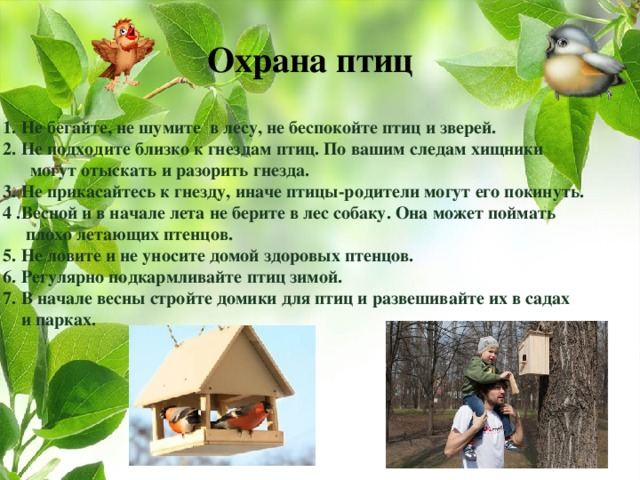 Охрана птиц
1. Не бегайте, не шумите в лесу, не беспокойте птиц и зверей.
2. Не подходите близко к гнездам птиц. По вашим следам хищники
могут отыскать и разорить гнезда.
3. Не прикасайтесь к гнезду, иначе птицы-родители могут его покинуть.
4 .Весной и в начале лета не берите в лес собаку. Она может поймать
плохо летающих птенцов.
5. Не ловите и не уносите домой здоровых птенцов.
6. Регулярно подкармливайте птиц зимой.
7. В начале весны стройте домики для птиц и развешивайте их в садах
и парках.